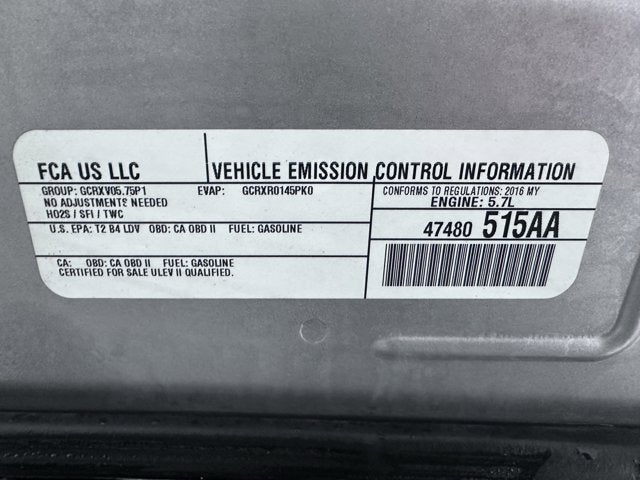 FCA US LLC
VEHICLE EMISSION CONTROL INFORMATION
GROUP: GCRXV05.75P1 EVAP: GCRXR0145PK0
NO ADJUSTMENTS NEEDED
HO2S / SFI / TWC
CONFORMS TO REGULATIONS: 2016 MY
ENGINE: 5.7L
U.S. EPA: T2 B4 LDV OBD: CA OBD II FUEL: GASOLINE
47480 515AA
CA: OBD: CA OBD II FUEL: GASOLINE
CERTIFIED FOR SALE ULEV II QUALIFIED.